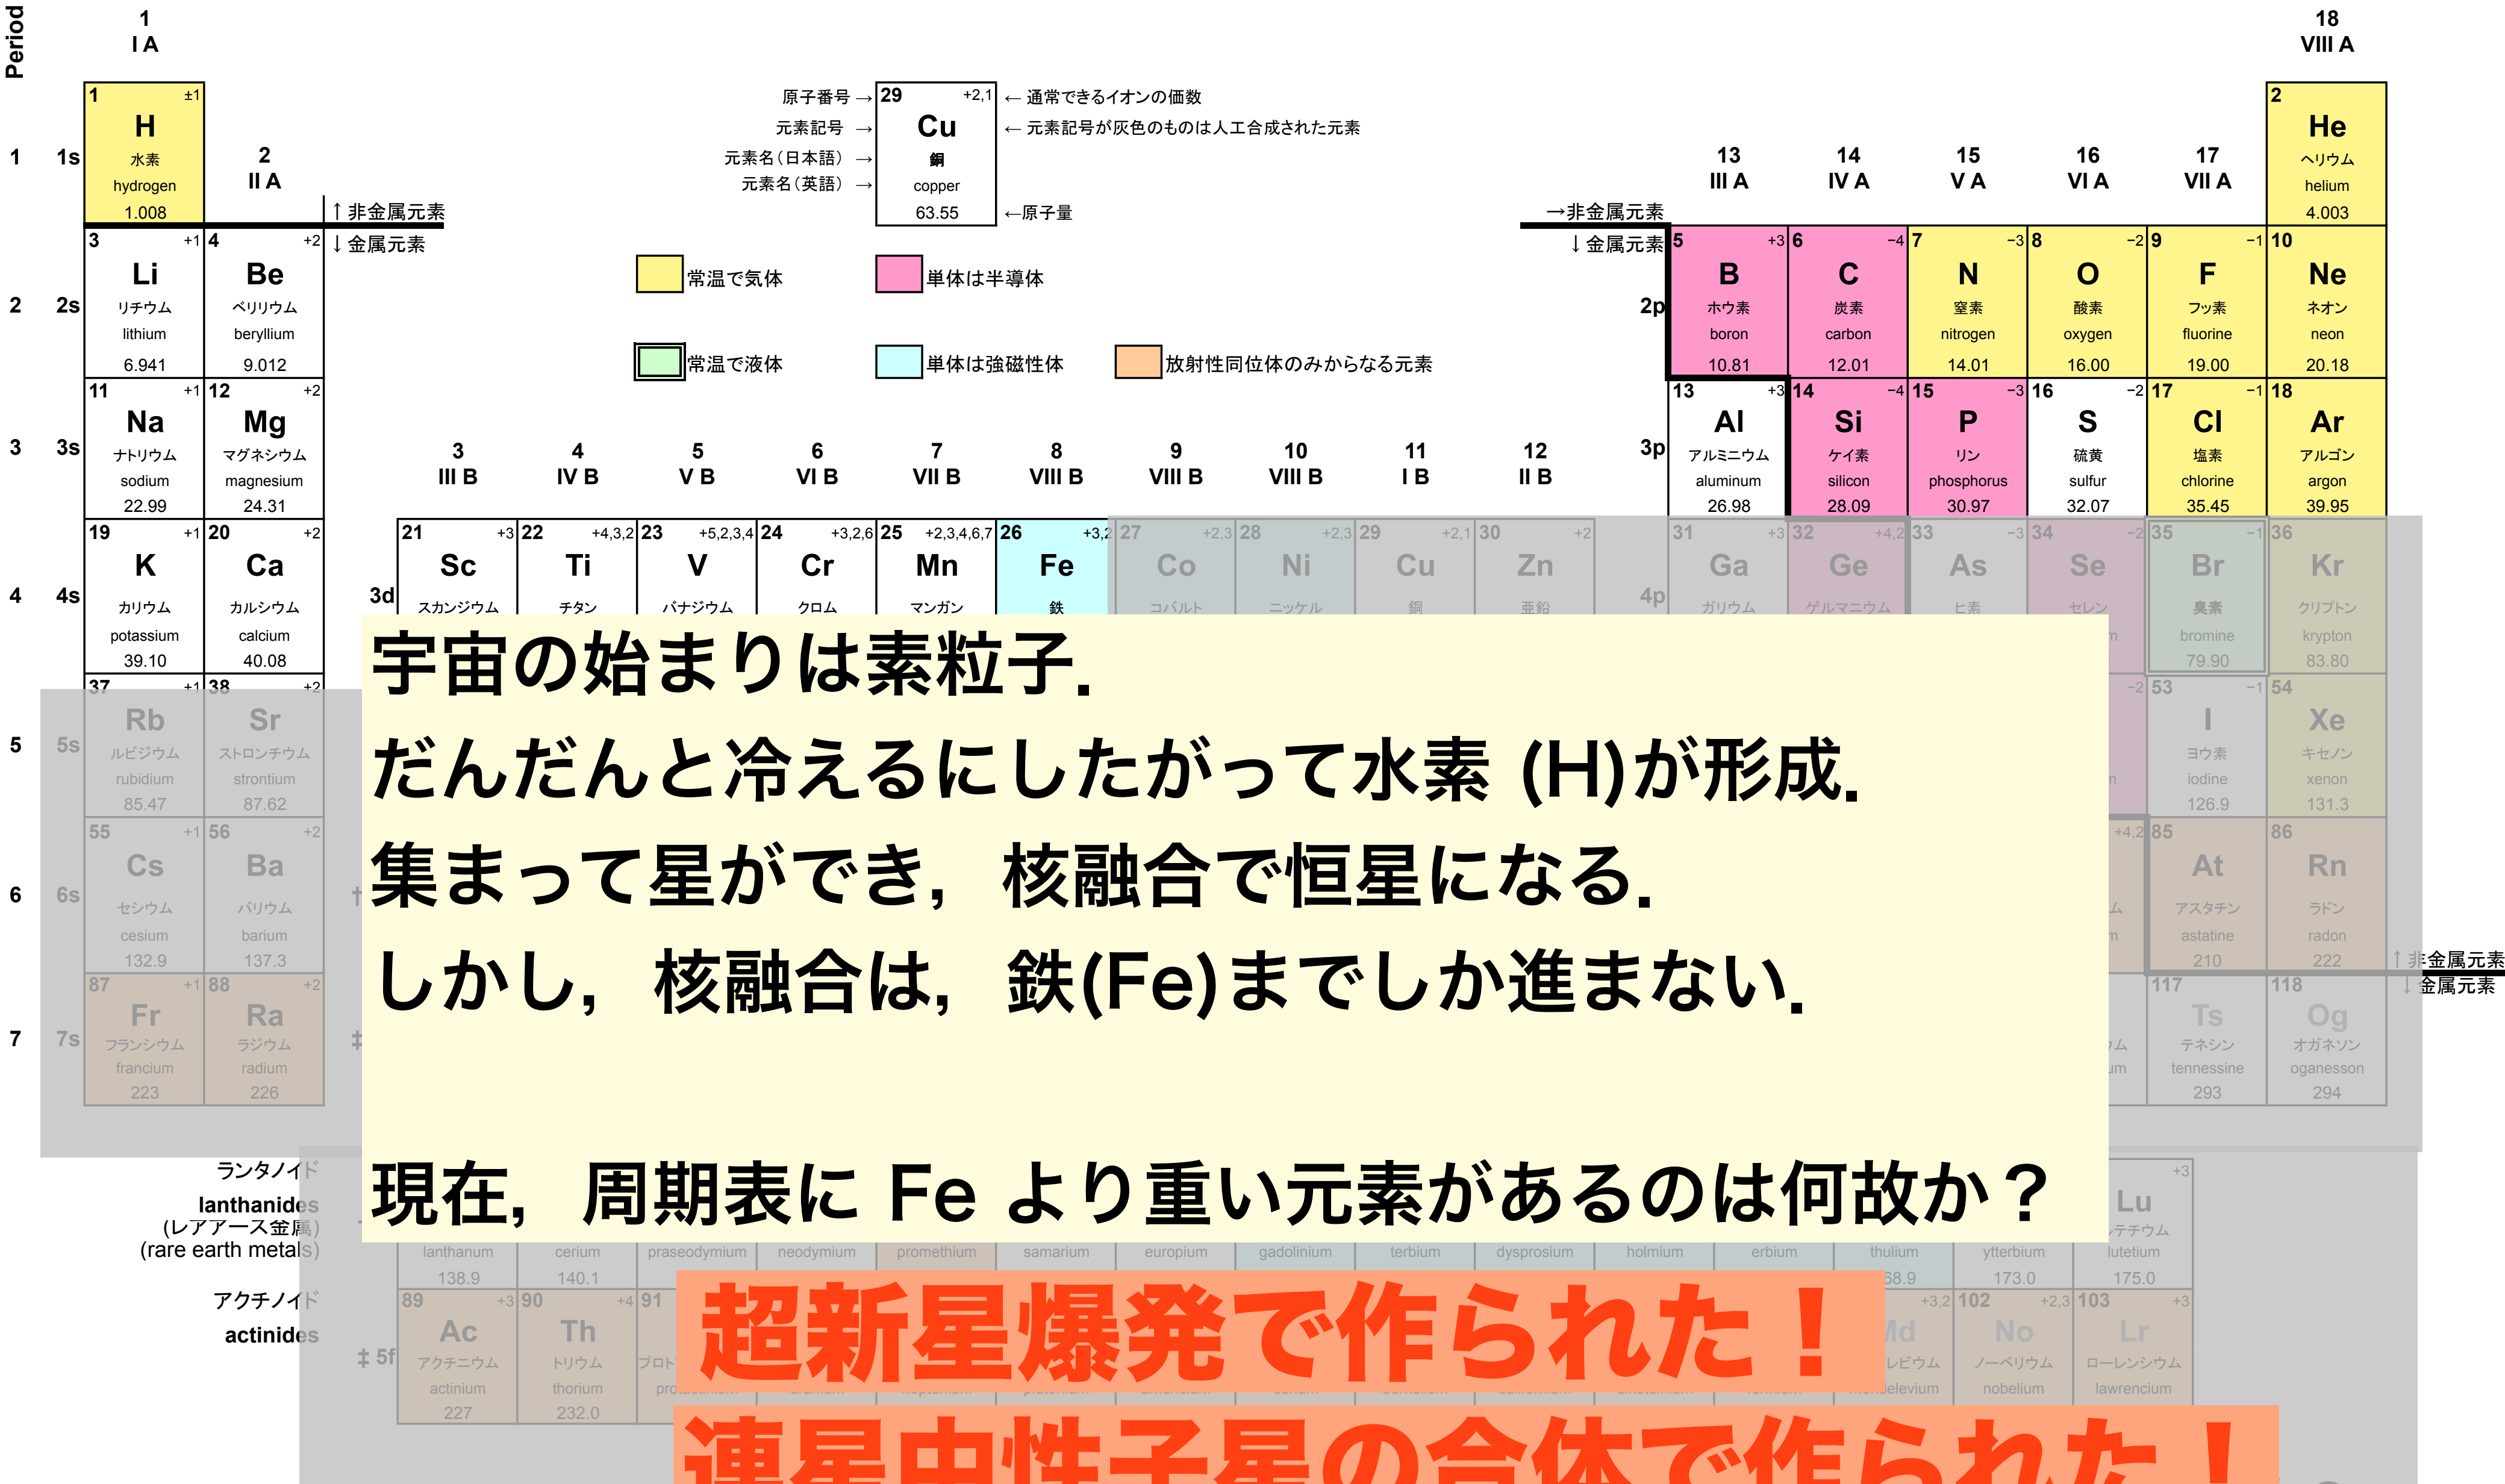 Period
1
I A
18
VIII A
1 ±1
H
水素
hydrogen
1.008
1 1s
2
II A
↑非金属元素
↓金属元素
原子番号→
元素記号 →
元素名(日本語) →
元素名(英語) →
29 +2,1
Cu
銅
copper
63.55
← 通常できるイオンの価数
← 元素記号が灰色のものは人工合成された元素
←原子量
常温で気体
単体は半導体
常温で液体
単体は強磁性体
放射性同位体のみからなる元素
13
III A
14
IV A
15
V A
16
VI A
17
VII A
→非金属元素
↓金属元素
2
He
ヘリウム
helium
4.003
2 2s
3 +1
Li
リチウム
lithium
6.941
4 +2
Be
ベリリウム
beryllium
9.012
2p
5 +3
B
ホウ素
boron
10.81
6 −4
C
炭素
carbon
12.01
7 −3
N
窒素
nitrogen
14.01
8 −2
O
酸素
oxygen
16.00
9 −1
F
フッ素
fluorine
19.00
10
Ne
ネオン
neon
20.18
3 3s
11 +1
Na
ナトリウム
sodium
22.99
12 +2
Mg
マグネシウム
magnesium
24.31
3
III B
4
IV B
5
V B
6
VI B
7
VII B
8
VIII B
9
VIII B
10
VIII B
11
I B
12
II B
3p
13 +3
Al
アルミニウム
aluminum
26.98
14 −4
Si
ケイ素
silicon
28.09
15 −3
P
リン
phosphorus
30.97
16 −2
S
硫黄
sulfur
32.07
17 −1
Cl
塩素
chlorine
35.45
18
Ar
アルゴン
argon
39.95
4 4s
19 +1
K
カリウム
potassium
39.10
20 +2
Ca
カルシウム
calcium
40.08
3d
21 +3
Sc
スカンジウム
22 +4,3,2
Ti
チタン
23 +5,2,3,4
V
バナジウム
24 +3,2,6
Cr
クロム
25 +2,3,4,6,7
Mn
マンガン
26 +3,2
Fe
鉄
27 +2,3
Co
コバルト
28 +2,3
Ni
ニッケル
29 +2,1
Cu
銅
30 +2
Zn
亜鉛
4p
31 +3
Ga
ガリウム
32 +4,2
Ge
ゲルマニウム
33 −3
As
ヒ素
34 −2
Se
セレン
35 −1
Br
臭素
bromine
79.90
36
Kr
クリプトン
krypton
83.80
5 5s
37 +1
Rb
ルビジウム
rubidium
85.47
38 +2
Sr
ストロンチウム
strontium
87.62
−2
53 −1
I
ヨウ素
iodine
126.9
54
Xe
キセノン
xenon
131.3
6 6s
55 +1
Cs
セシウム
cesium
132.9
56 +2
Ba
バリウム
barium
137.3
†
+4,2
85
At
アスタチン
astatine
210
86
Rn
ラドン
radon
222
↑非金属元素
↓金属元素
7 7s
87 +1
Fr
フランシウム
francium
223
88 +2
Ra
ラジウム
radium
226
‡
117
Ts
テネシン
tennessine
293
118
Og
オガネソン
oganesson
294
宇宙の始まりは素粒子.
だんだんと冷えるにしたがって水素 (H)が形成.
集まって星ができ, 核融合で恒星になる.
しかし, 核融合は, 鉄(Fe)までしか進まない.
現在, 周期表に Fe より重い元素があるのは何故か？
ランタノイド
lanthanides
(レアアース金属)
(rare earth metals)
lanthanum
138.9
cerium
140.1
praseodymium
neodymium
promethium
samarium
europium
gadolinium
terbium
dysprosium
holmium
erbium
thulium
68.9
ytterbium
173.0
+3
Lu
テチウム
lutetium
175.0
アクチノイド
actinides
‡ 5f
89 +3
Ac
アクチニウム
actinium
227
90 +4
Th
トリウム
thorium
232.0
91
プロト
+3,2
Md
レビウム
elevium
102 +2,3
No
ノーベリウム
nobelium
103 +3
Lr
ローレンシウム
lawrencium
超新星爆発で作られた！
連星中性子星の合体で作られた！